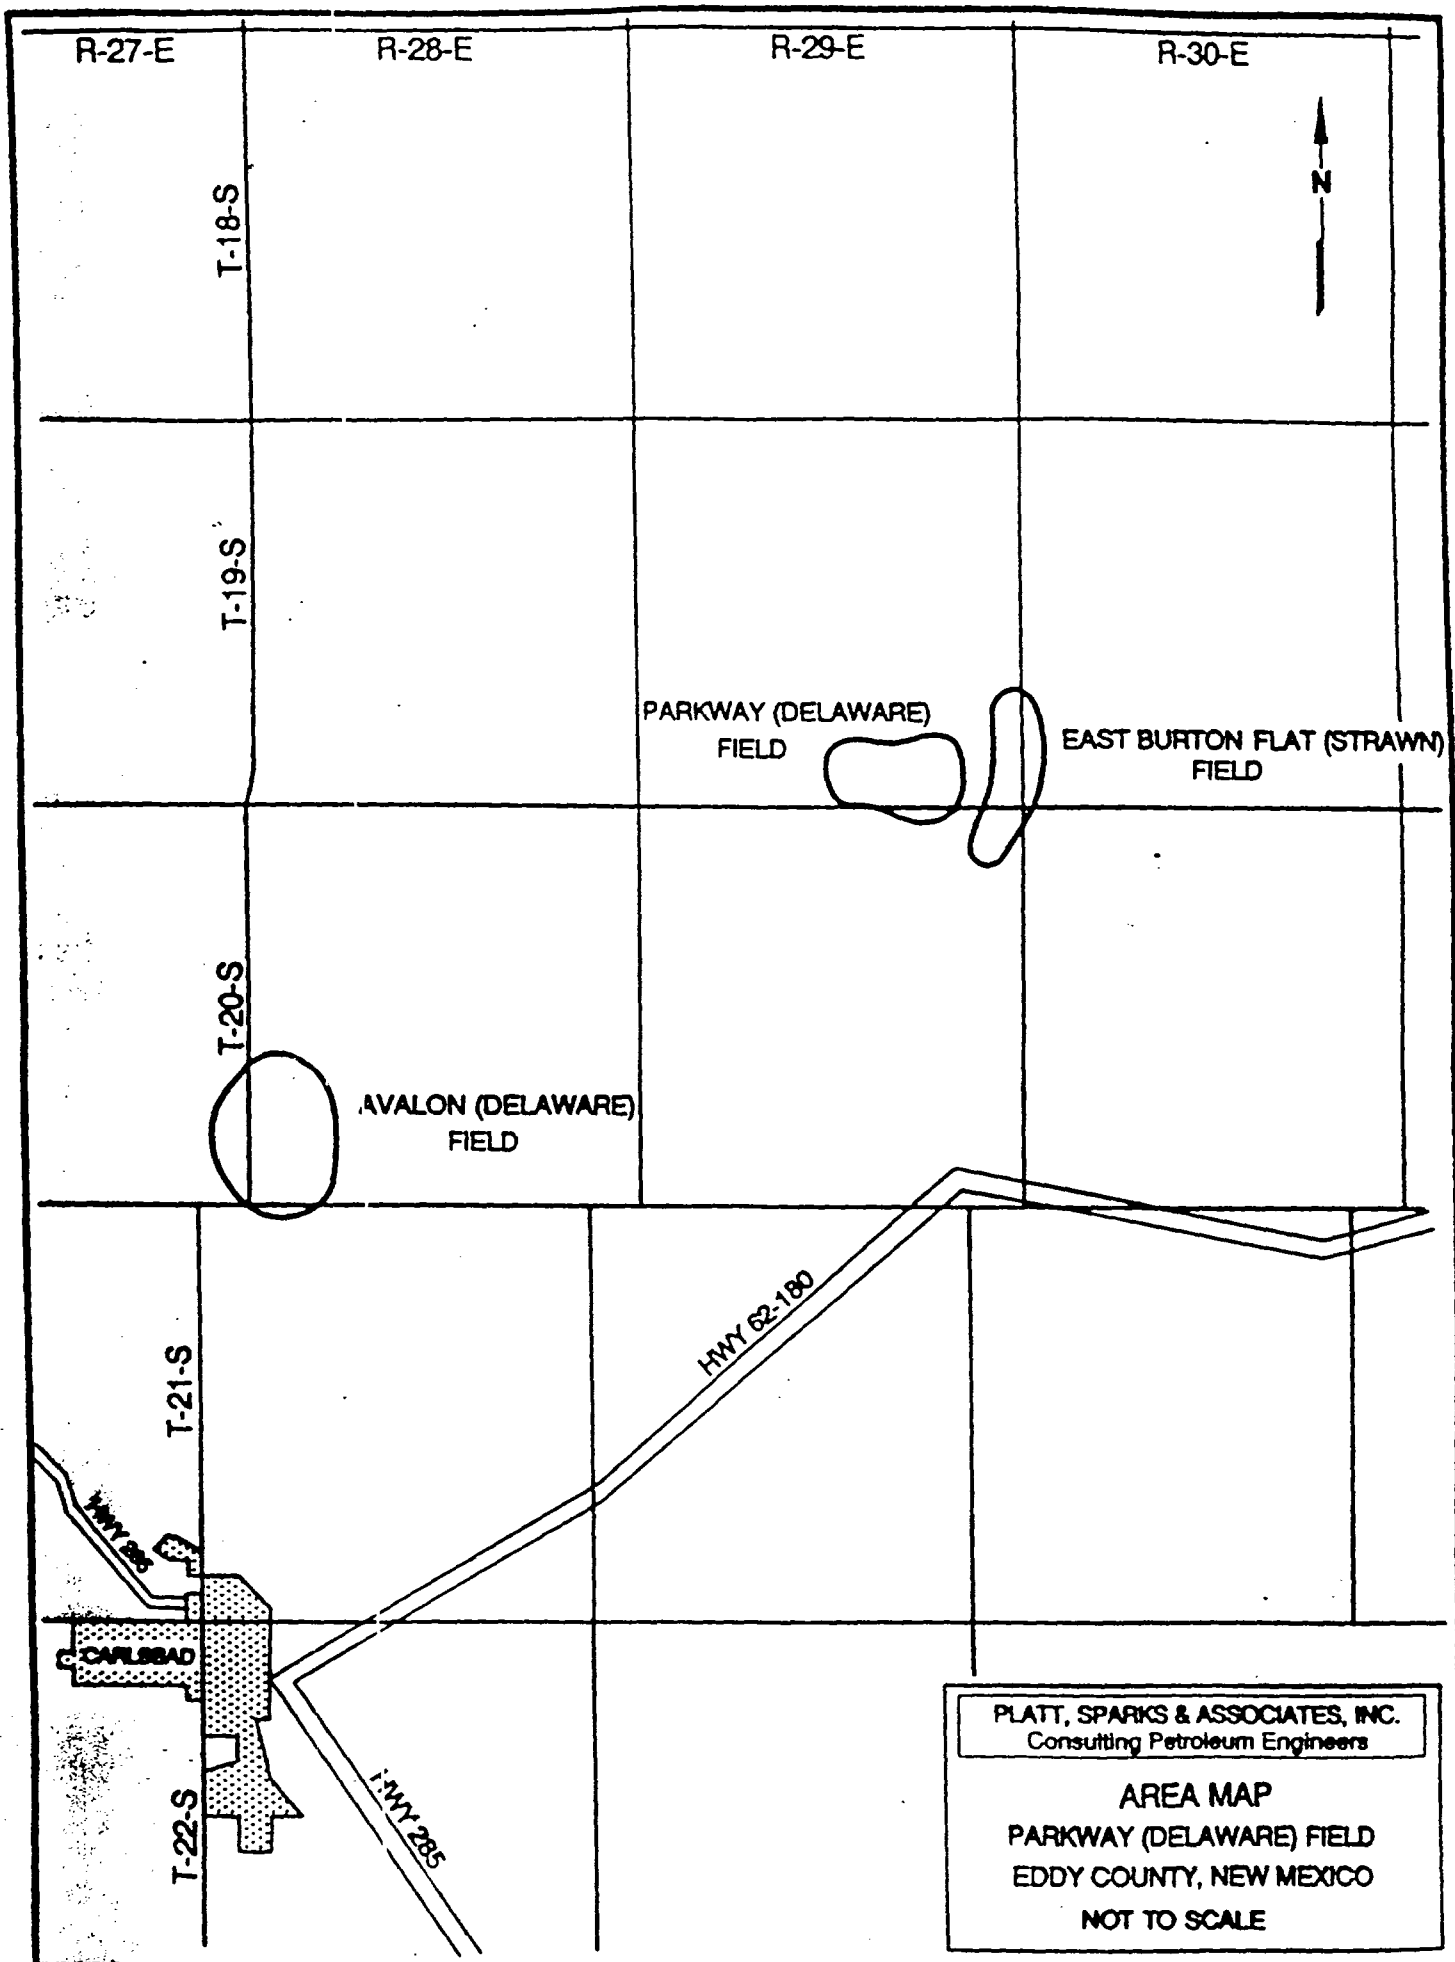 R-27-E
R-28-E
R-29-E
R-30-E
N
T-18-S
T-19-S
PARKWAY (DELAWARE)
FIELD
EAST BURTON FLAT (STRAWN)
FIELD
T-20-S
AVALON (DELAWARE)
FIELD
HWY 62-180
T-21-S
HWY 285
CARLSBAD
T-22-S
HWY 285
PLATT, SPARKS & ASSOCIATES, INC.
Consulting Petroleum Engineers
AREA MAP
PARKWAY (DELAWARE) FIELD
EDDY COUNTY, NEW MEXICO
NOT TO SCALE